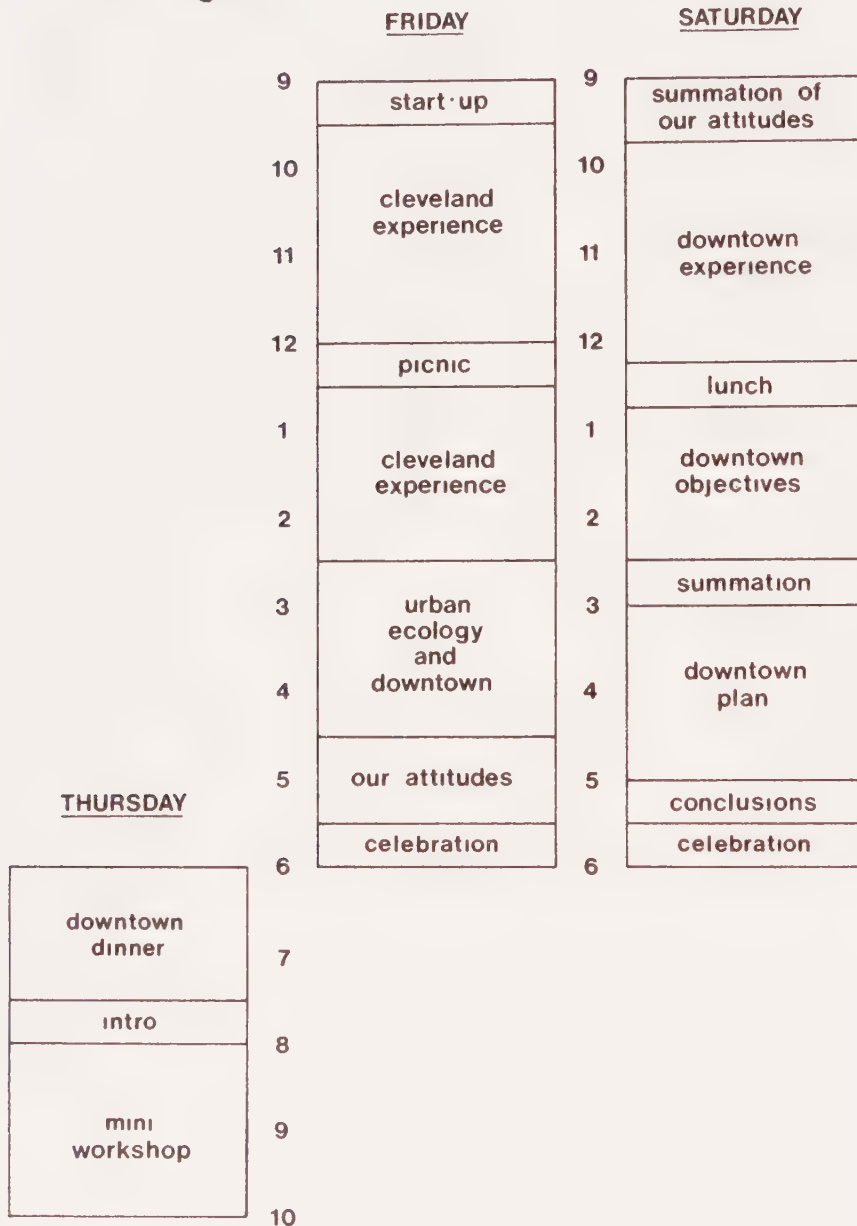 FRIDAY
9
start-up
10
cleveland
experience
11
12
picnic
1
cleveland
experience
2
3
urban
ecology
and
downtown
4
5
our attitudes
celebration
6
SATURDAY
9
summation of
our attitudes
10
downtown
experience
11
12
lunch
1
downtown
objectives
2
summation
3
downtown
plan
4
5
conclusions
celebration
6
THURSDAY
downtown
dinner
7
intro
8
mini
workshop
9
10